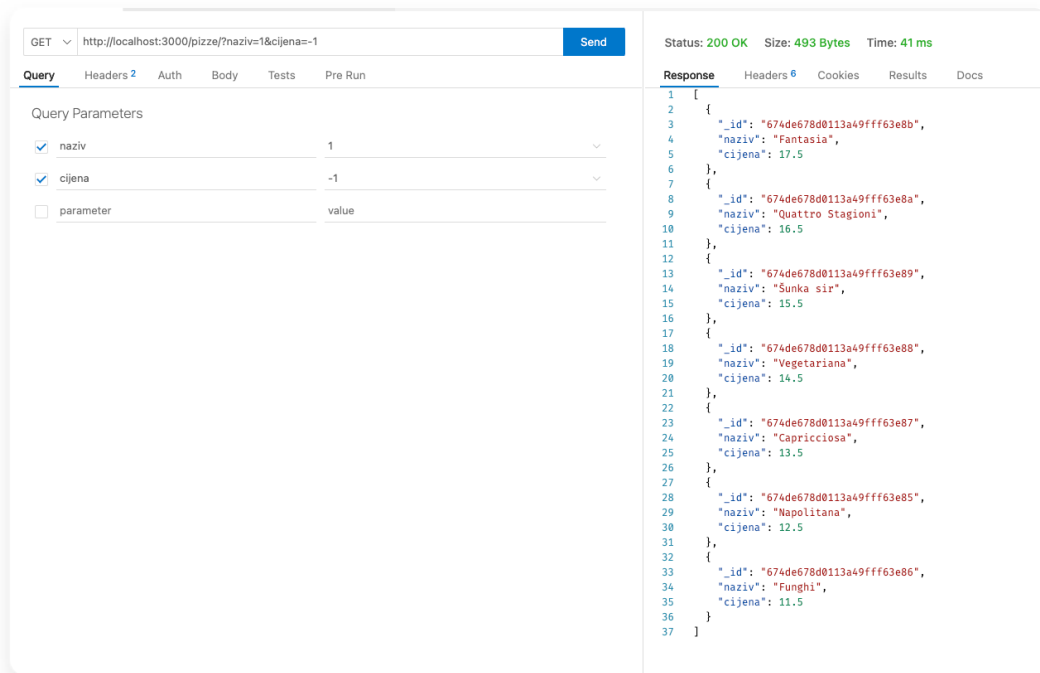 GET http://localhost:3000/pizze/?naziv=1&cijena=-1 Send
Query Headers 2 Auth Body Tests Pre Run
Query Parameters
naziv 1
cijena -1
parameter value
Status: 200 OK Size: 493 Bytes Time: 41 ms
Response Headers 6 Cookies Results Docs
1 [
2 {
3 "_id": "674de678d0113a49fff63e8b",
4 "naziv": "Fantasia",
5 "cijena": 17.5
6 },
7 {
8 "_id": "674de678d0113a49fff63e8a",
9 "naziv": "Quattro Stagioni",
10 "cijena": 16.5
11 },
12 {
13 "_id": "674de678d0113a49fff63e89",
14 "naziv": "Šunka sir",
15 "cijena": 15.5
16 },
17 {
18 "_id": "674de678d0113a49fff63e88",
19 "naziv": "Vegetariana",
20 "cijena": 14.5
21 },
22 {
23 "_id": "674de678d0113a49fff63e87",
24 "naziv": "Capricciosa",
25 "cijena": 13.5
26 },
27 {
28 "_id": "674de678d0113a49fff63e85",
29 "naziv": "Napolitana",
30 "cijena": 12.5
31 },
32 {
33 "_id": "674de678d0113a49fff63e86",
34 "naziv": "Funghi",
35 "cijena": 11.5
36 }
37 ]